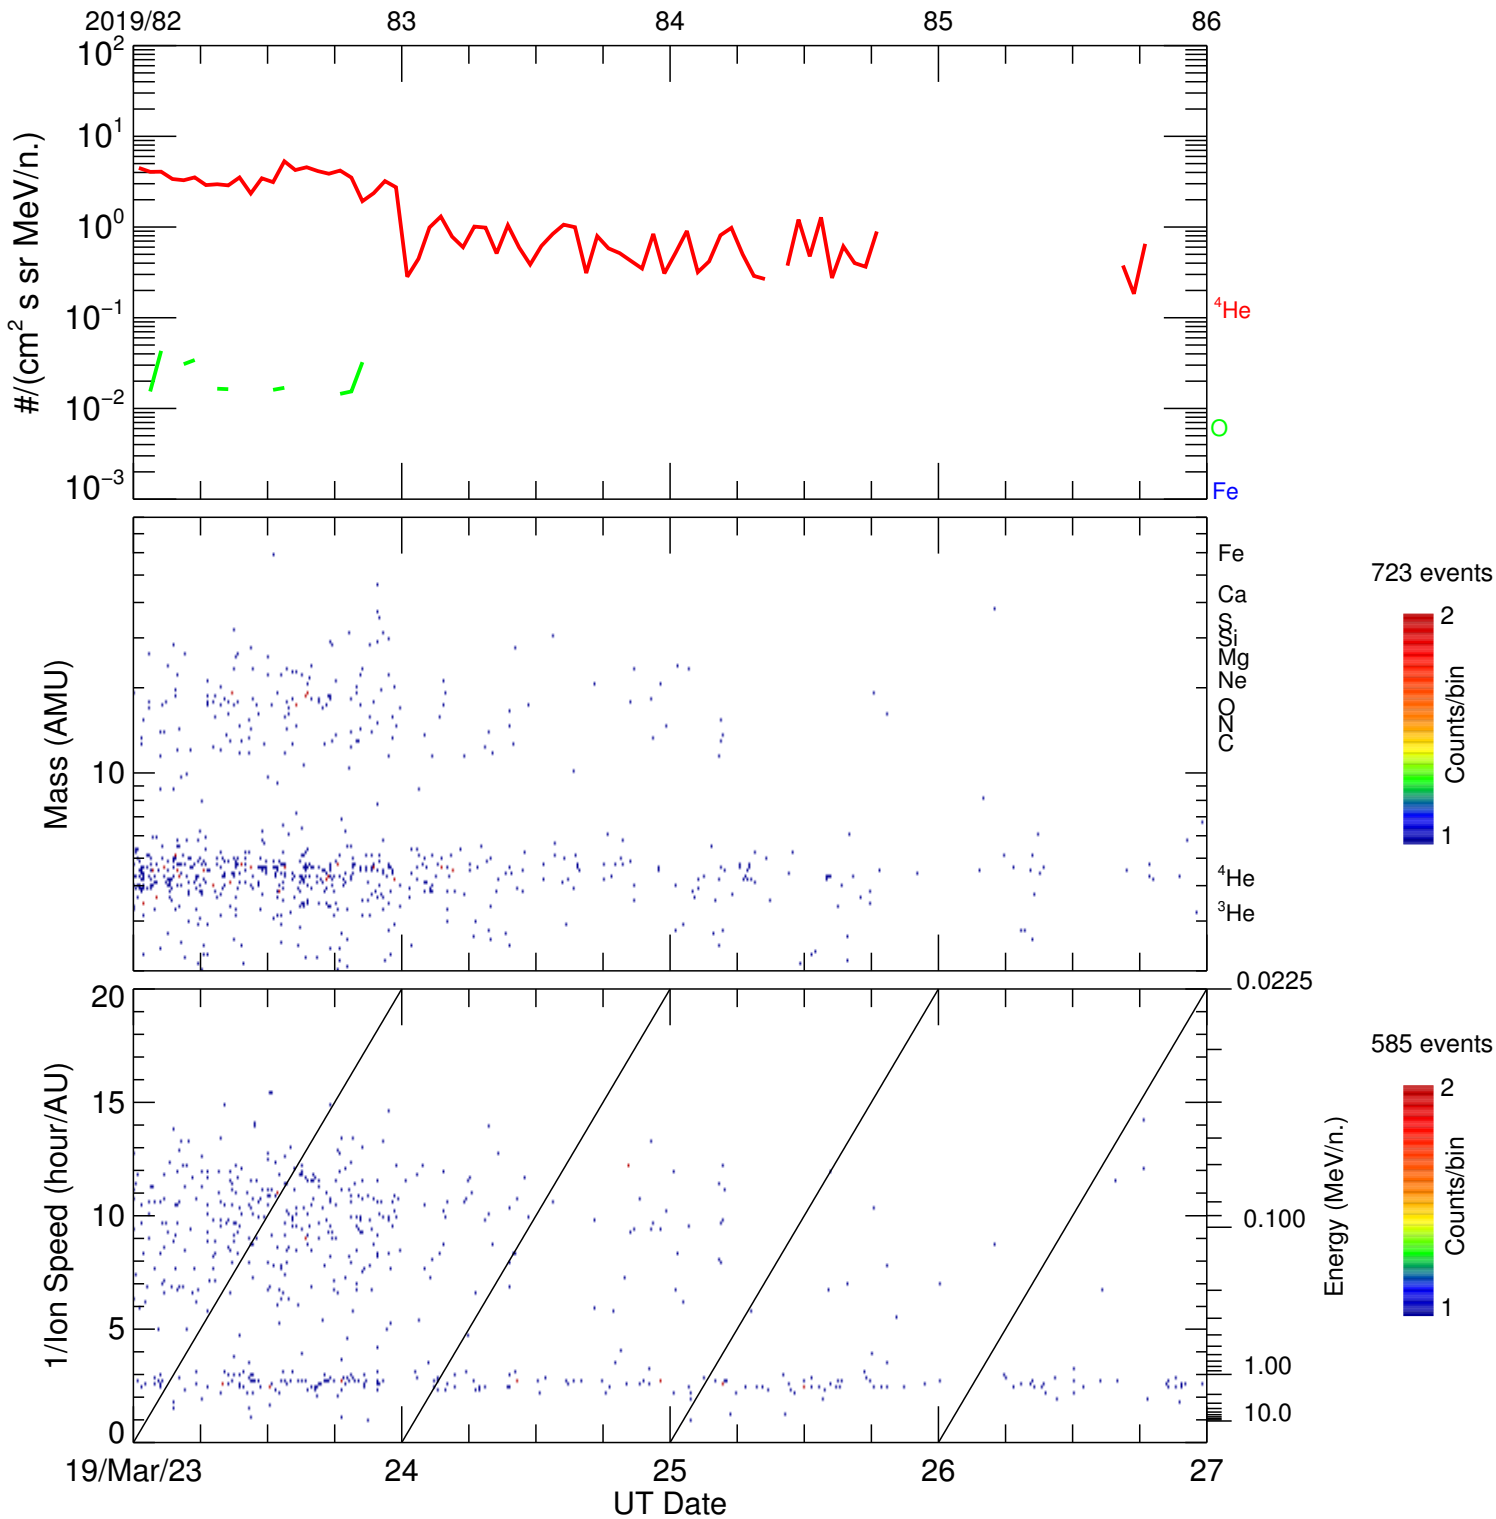 2019/82 83 84 85 86
10²
10¹
10⁰
10⁻¹
10⁻²
10⁻³
#/(cm² s sr MeV/n.)
⁴He
O
Fe
Mass (AMU)
10
Fe
Ca
S
Si
Mg
Ne
O
N
C
⁴He
³He
723 events
2
Counts/bin
1
1/Ion Speed (hour/AU)
20
15
10
5
0
0.0225
0.100
1.00
10.0
Energy (MeV/n.)
585 events
2
Counts/bin
1
19/Mar/23 24 25 26 27
UT Date